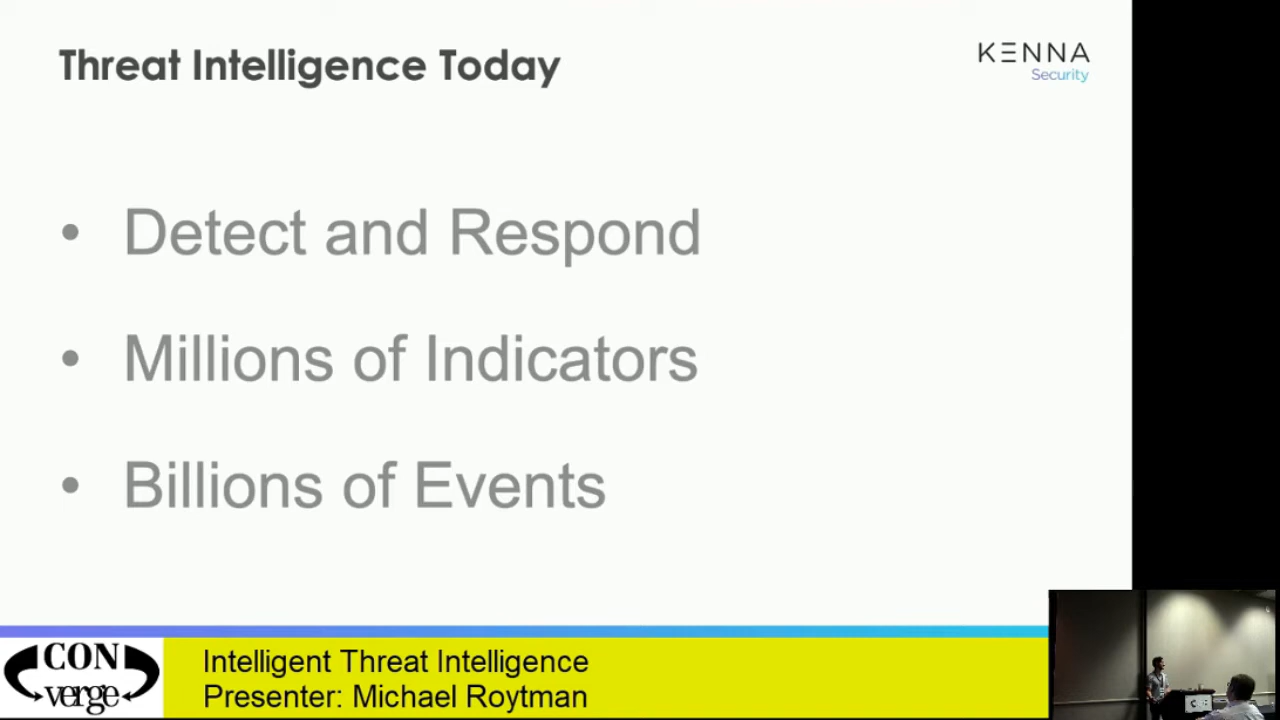 Threat Intelligence Today
KENNA
Security
• Detect and Respond
• Millions of Indicators
• Billions of Events
CON
verge
Intelligent Threat Intelligence
Presenter: Michael Roytman